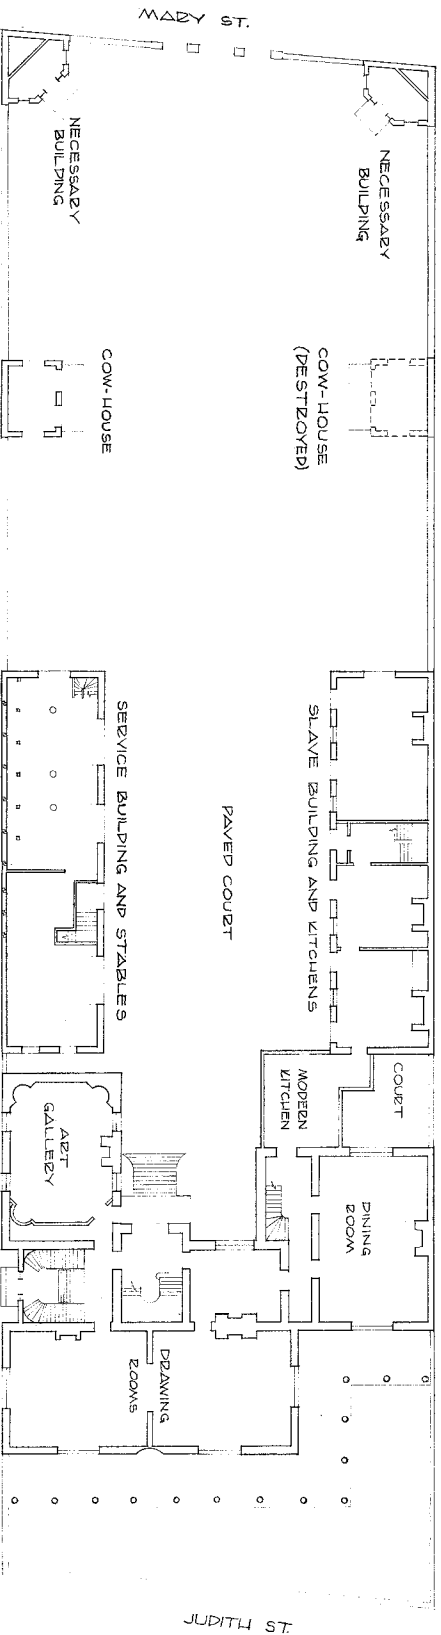 MARY ST.
NECESSARY
BUILDING
NECESSARY
BUILDING
COW-HOUSE
COW-HOUSE
(DESTROYED)
SERVICE BUILDING AND STABLES
PAVED COURT
SLAVE BUILDING AND KITCHENS
MODERN
KITCHEN
COURT
ART
GALLERY
DINING
ROOM
DRAWING
ROOMS
JUDITH ST.